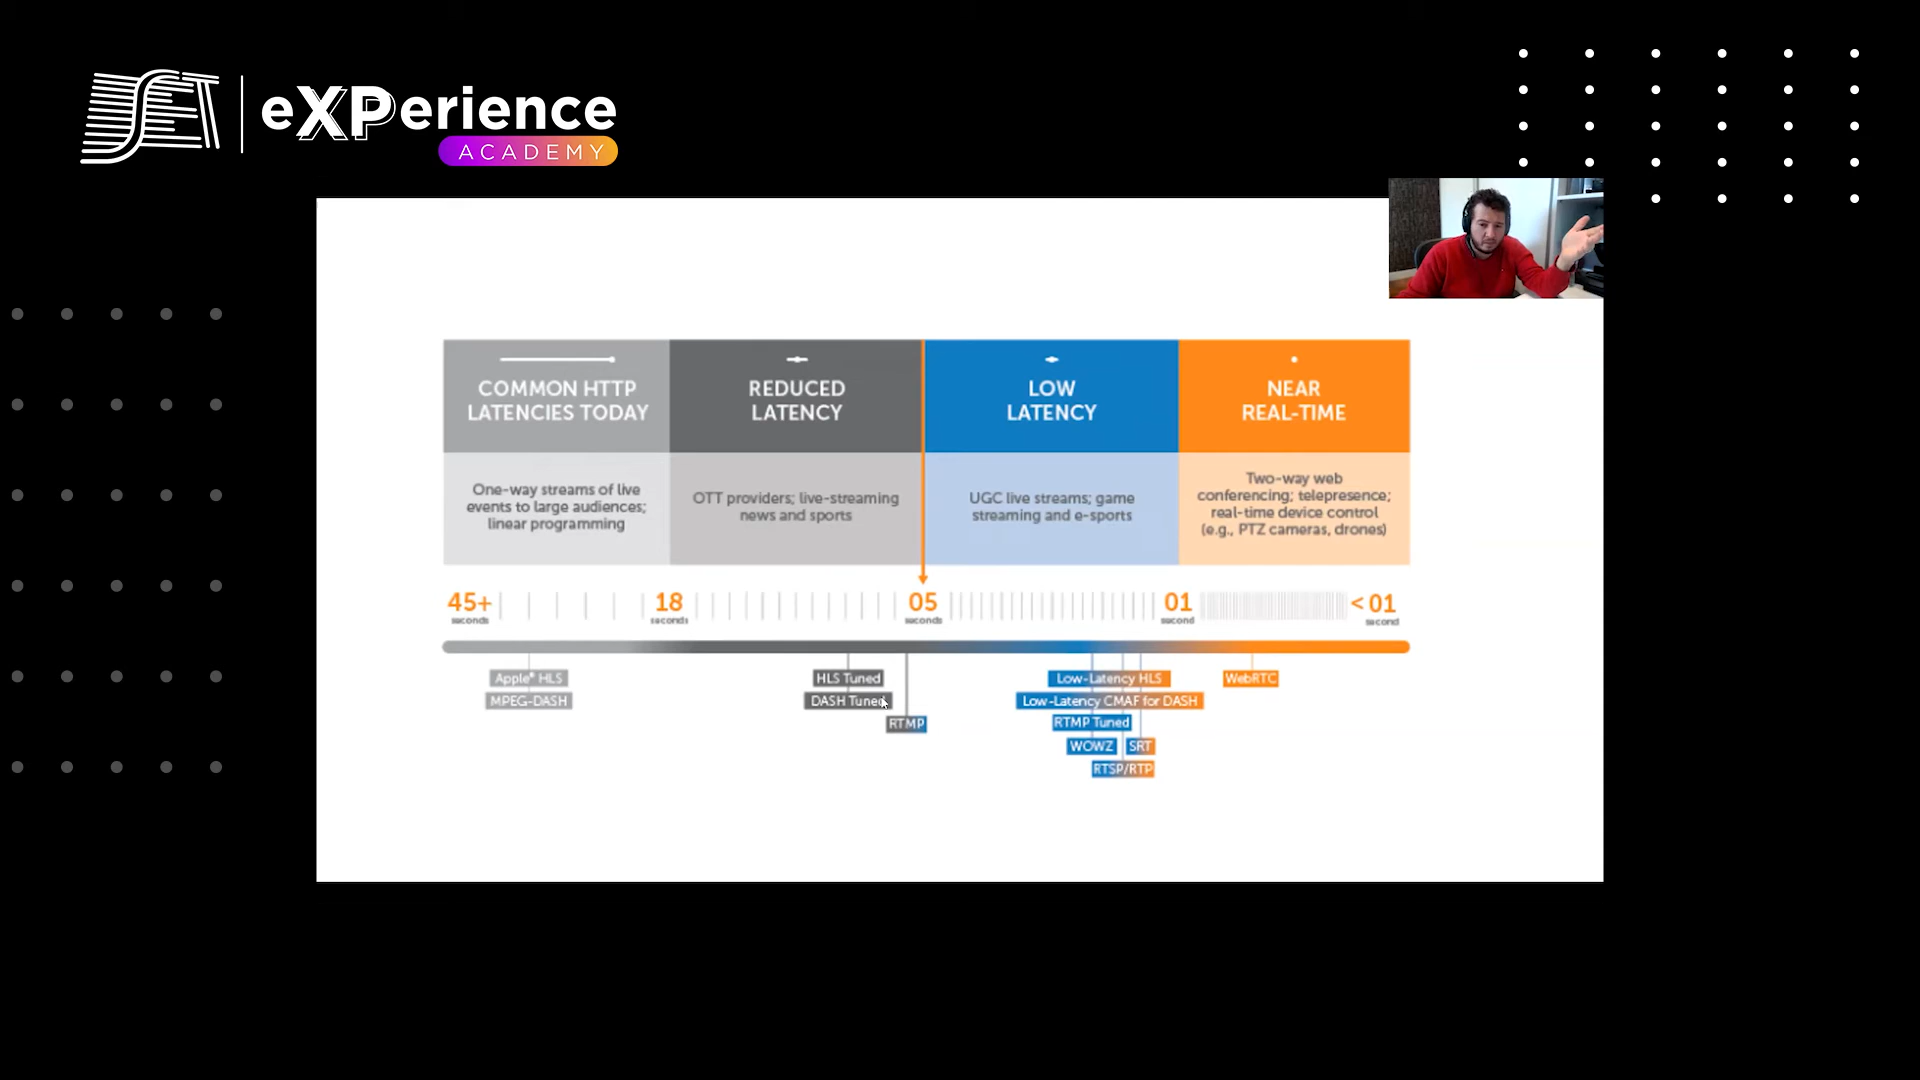 SET
eXPerience
ACADEMY
COMMON HTTP
LATENCIES TODAY
REDUCED
LATENCY
LOW
LATENCY
NEAR
REAL-TIME
One-way streams of live
events to large audiences;
linear programming
OTT providers; live-streaming
news and sports
UGC live streams; game
streaming and e-sports
Two-way web
conferencing; telepresence;
real-time device control
(e.g., PTZ cameras, drones)
45+
seconds
18
seconds
05
seconds
01
second
< 01
second
Apple® HLS
MPEG-DASH
HLS Tuned
DASH Tuned
RTMP
Low-Latency HLS
Low-Latency CMAF for DASH
RTMP Tuned
WOWZ
SRT
RTSP/RTP
WebRTC